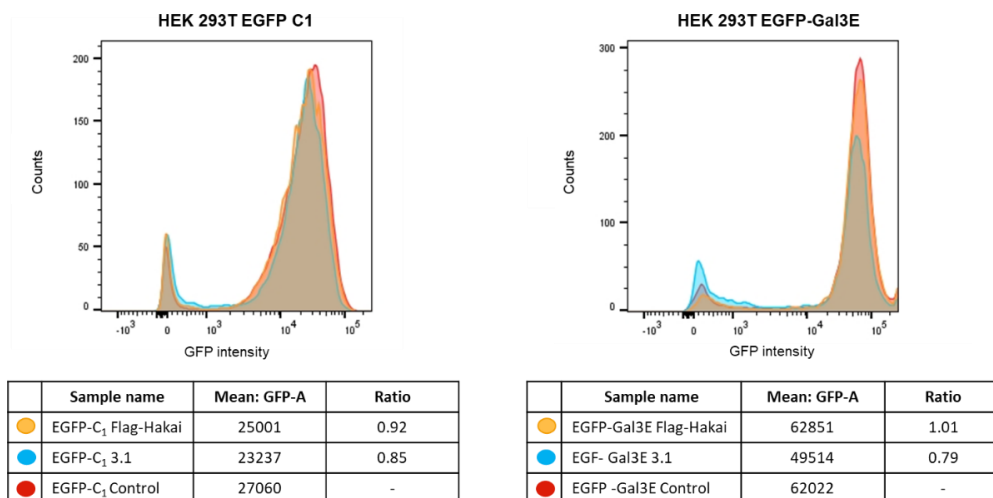 HEK 293T EGFP C1
200
150
100
50
0
Counts
-10³ 0 10³ 10⁴ 10⁵
GFP intensity
Sample name Mean: GFP-A Ratio
EGFP-C₁ Flag-Hakai 25001 0.92
EGFP-C₁ 3.1 23237 0.85
EGFP-C₁ Control 27060 -
HEK 293T EGFP-Gal3E
300
200
100
0
Counts
-10³ 0 10³ 10⁴ 10⁵
GFP intensity
Sample name Mean: GFP-A Ratio
EGFP-Gal3E Flag-Hakai 62851 1.01
EGF- Gal3E 3.1 49514 0.79
EGFP -Gal3E Control 62022 -